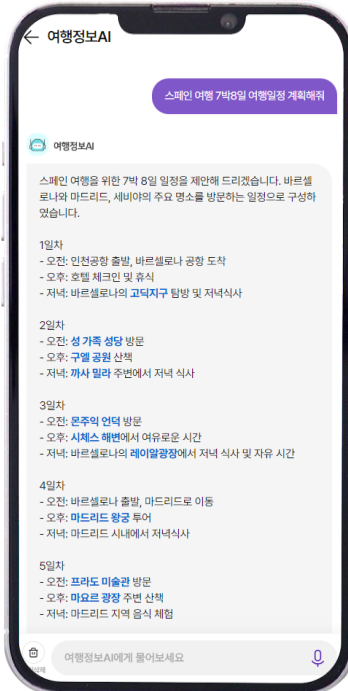 ← 여행정보AI
스페인 여행 7박8일 여행일정 계획해줘
여행정보AI
스페인 여행을 위한 7박 8일 일정을 제안해 드리겠습니다. 바르셀
로나와 마드리드, 세비야의 주요 명소를 방문하는 일정으로 구성하
였습니다.
1일차
- 오전: 인천공항 출발, 바르셀로나 공항 도착
- 오후: 호텔 체크인 및 휴식
- 저녁: 바르셀로나의 고딕지구 탐방 및 저녁식사
2일차
- 오전: 성 가족 성당 방문
- 오후: 구엘 공원 산책
- 저녁: 까사 밀라 주변에서 저녁 식사
3일차
- 오전: 몬주익 언덕 방문
- 오후: 시체스 해변에서 여유로운 시간
- 저녁: 바르셀로나의 레이알광장에서 저녁 식사 및 자유 시간
4일차
- 오전: 바르셀로나 출발, 마드리드로 이동
- 오후: 마드리드 왕궁 투어
- 저녁: 마드리드 시내에서 저녁식사
5일차
- 오전: 프라도 미술관 방문
- 오후: 마요르 광장 주변 산책
- 저녁: 마드리드 지역 음식 체험
여행정보AI에게 물어보세요